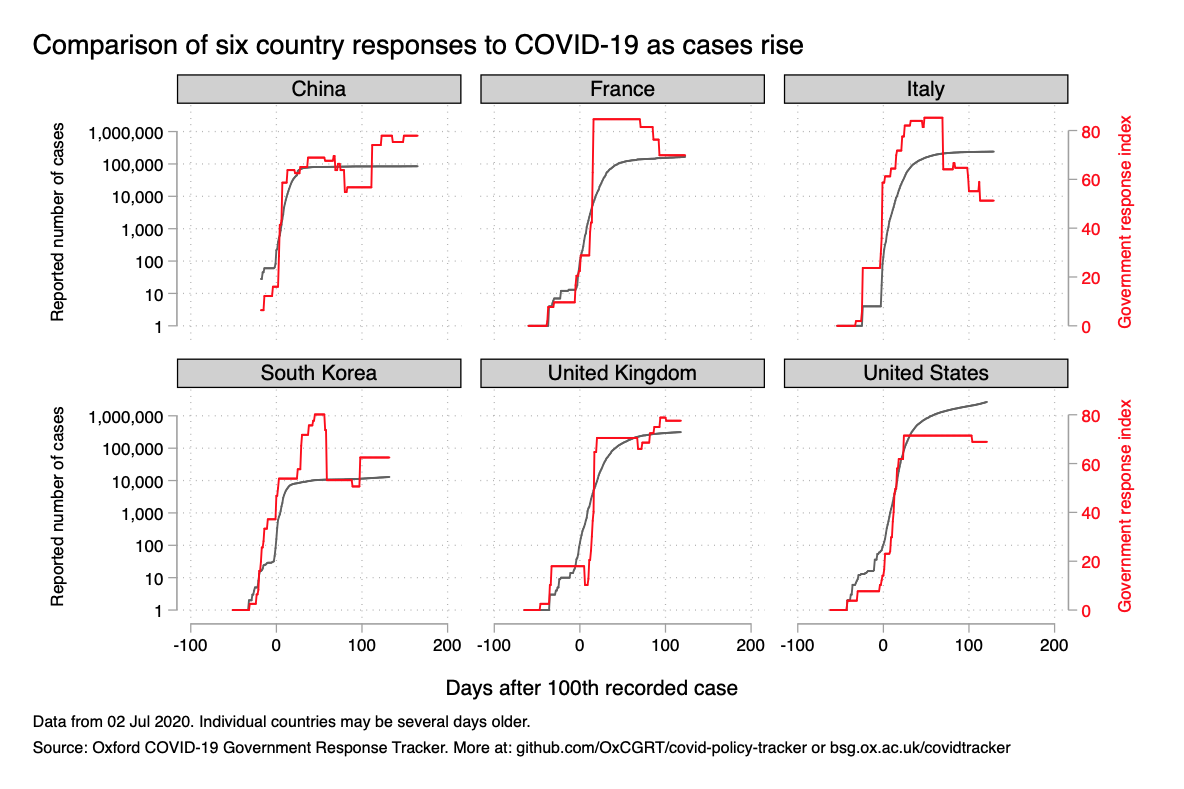 Comparison of six country responses to COVID-19 as cases rise
China
France
Italy
Reported number of cases
1,000,000
100,000
10,000
1,000
100
10
1
80
60
40
20
0
Government response index
South Korea
United Kingdom
United States
Reported number of cases
1,000,000
100,000
10,000
1,000
100
10
1
80
60
40
20
0
Government response index
-100 0 100 200 -100 0 100 200 -100 0 100 200
Days after 100th recorded case
Data from 02 Jul 2020. Individual countries may be several days older.
Source: Oxford COVID-19 Government Response Tracker. More at: github.com/OxCGRT/covid-policy-tracker or bsg.ox.ac.uk/covidtracker